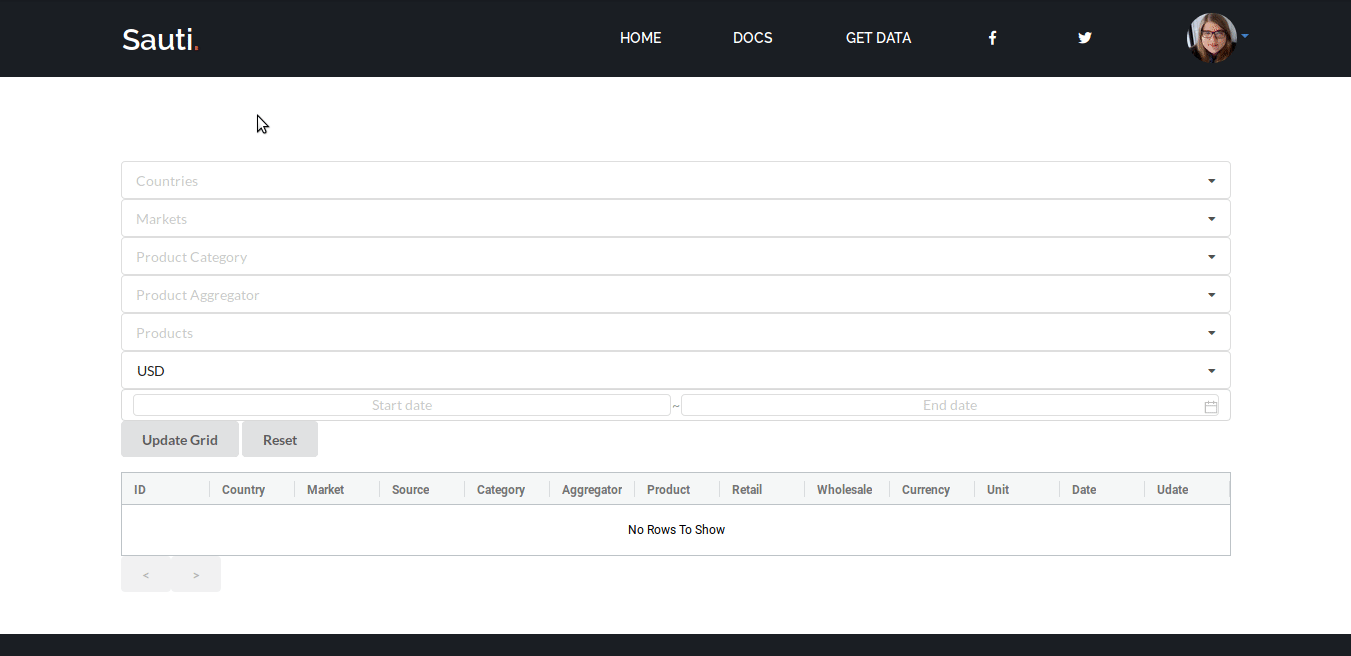 Sauti. HOME DOCS GET DATA
Countries
Markets
Product Category
Product Aggregator
Products
USD
Start date ~ End date
Update Grid Reset
ID Country Market Source Category Aggregator Product Retail Wholesale Currency Unit Date Udate
No Rows To Show
< >